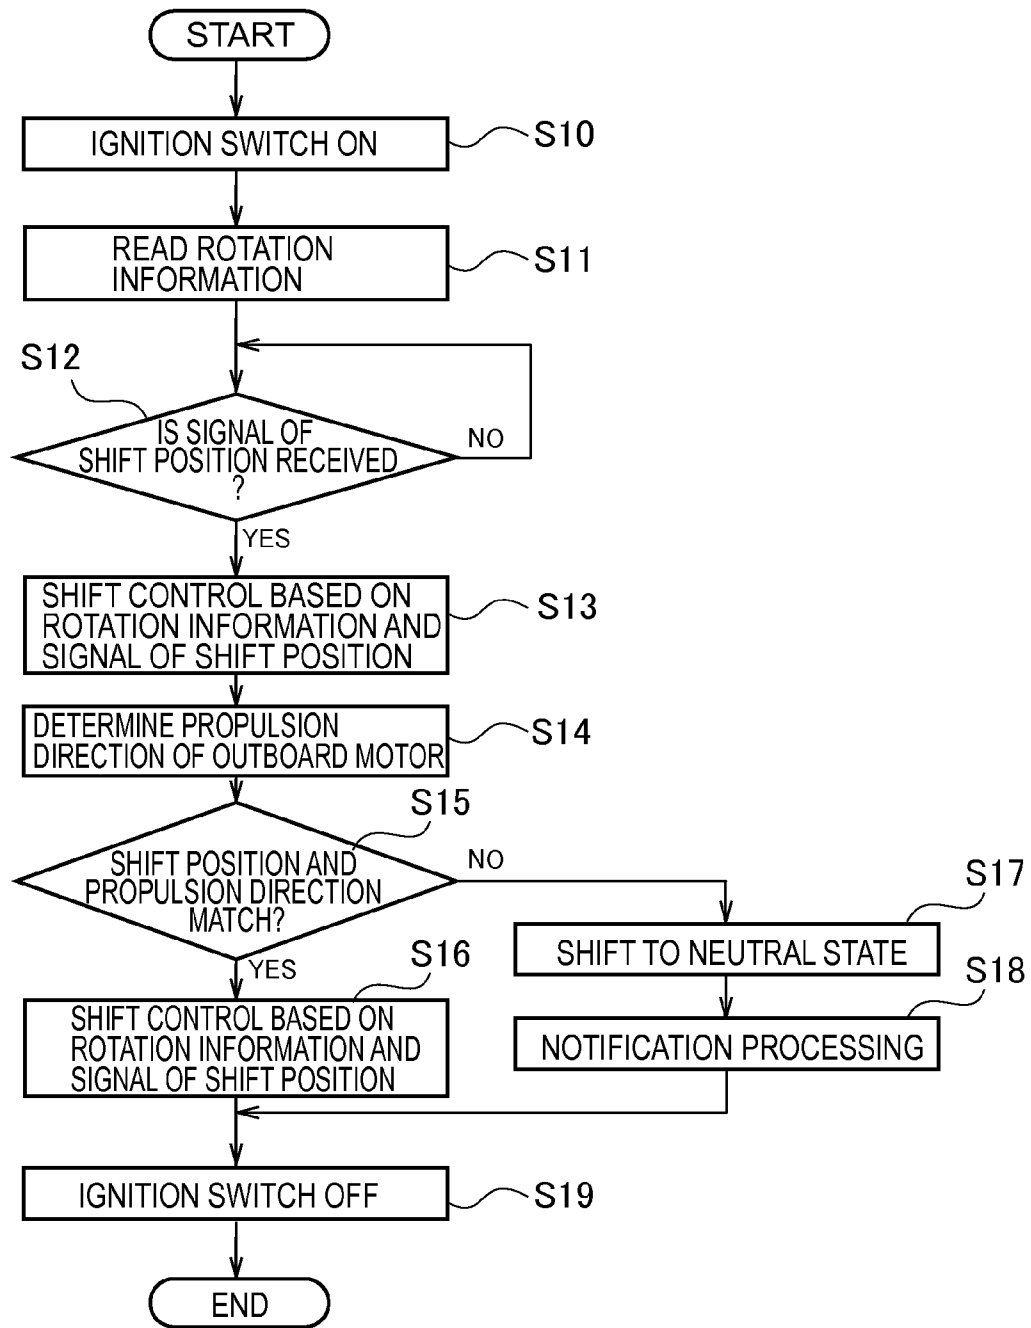 START
IGNITION SWITCH ON
S10
READ ROTATION
INFORMATION
S11
S12
IS SIGNAL OF
SHIFT POSITION RECEIVED
?
NO
YES
SHIFT CONTROL BASED ON
ROTATION INFORMATION AND
SIGNAL OF SHIFT POSITION
S13
DETERMINE PROPULSION
DIRECTION OF OUTBOARD MOTOR
S14
S15
SHIFT POSITION AND
PROPULSION DIRECTION
MATCH?
NO
YES
S16
SHIFT CONTROL BASED ON
ROTATION INFORMATION AND
SIGNAL OF SHIFT POSITION
S17
SHIFT TO NEUTRAL STATE
S18
NOTIFICATION PROCESSING
IGNITION SWITCH OFF
S19
END